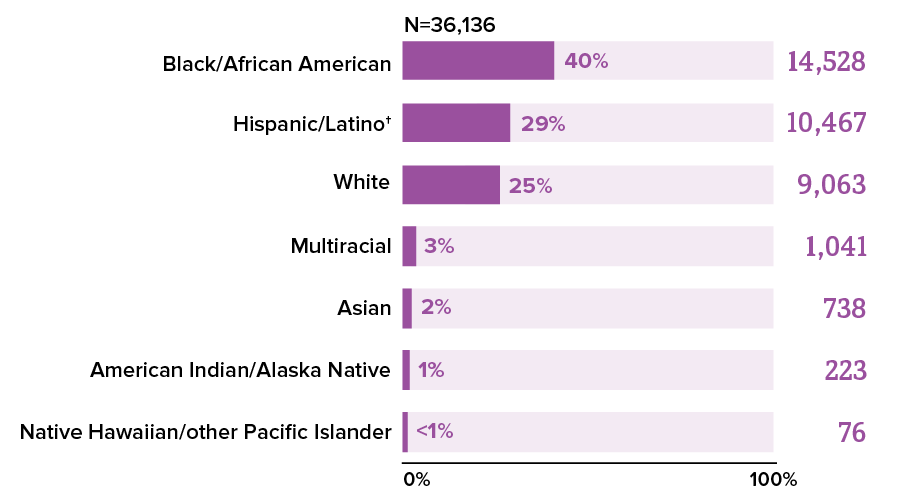 N=36,136
Black/African American 40% 14,528
Hispanic/Latino† 29% 10,467
White 25% 9,063
Multiracial 3% 1,041
Asian 2% 738
American Indian/Alaska Native 1% 223
Native Hawaiian/other Pacific Islander <1% 76
0% 100%